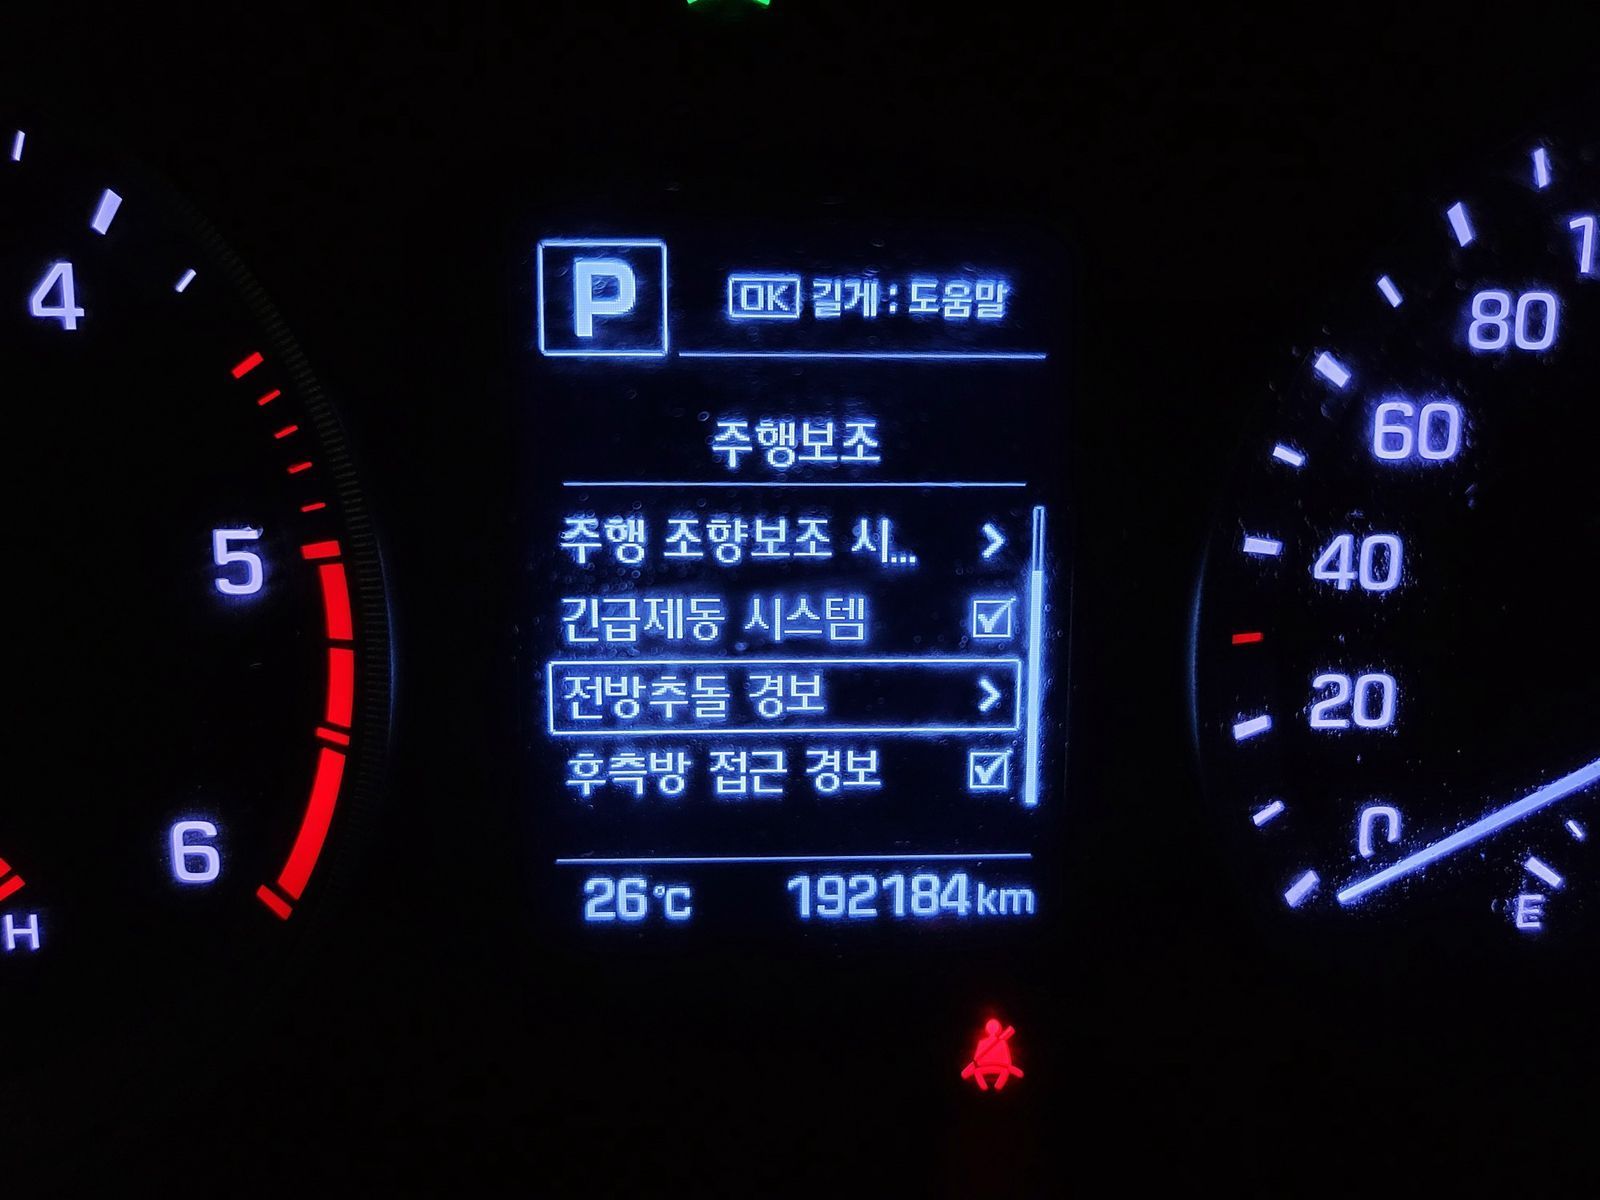 P
OK 길게 : 도움말
주행보조
주행 조향보조 시...
긴급제동 시스템
전방추돌 경보
후측방 접근 경보
26°C 192184 km
4
5
6
H
80
60
40
20
0
E